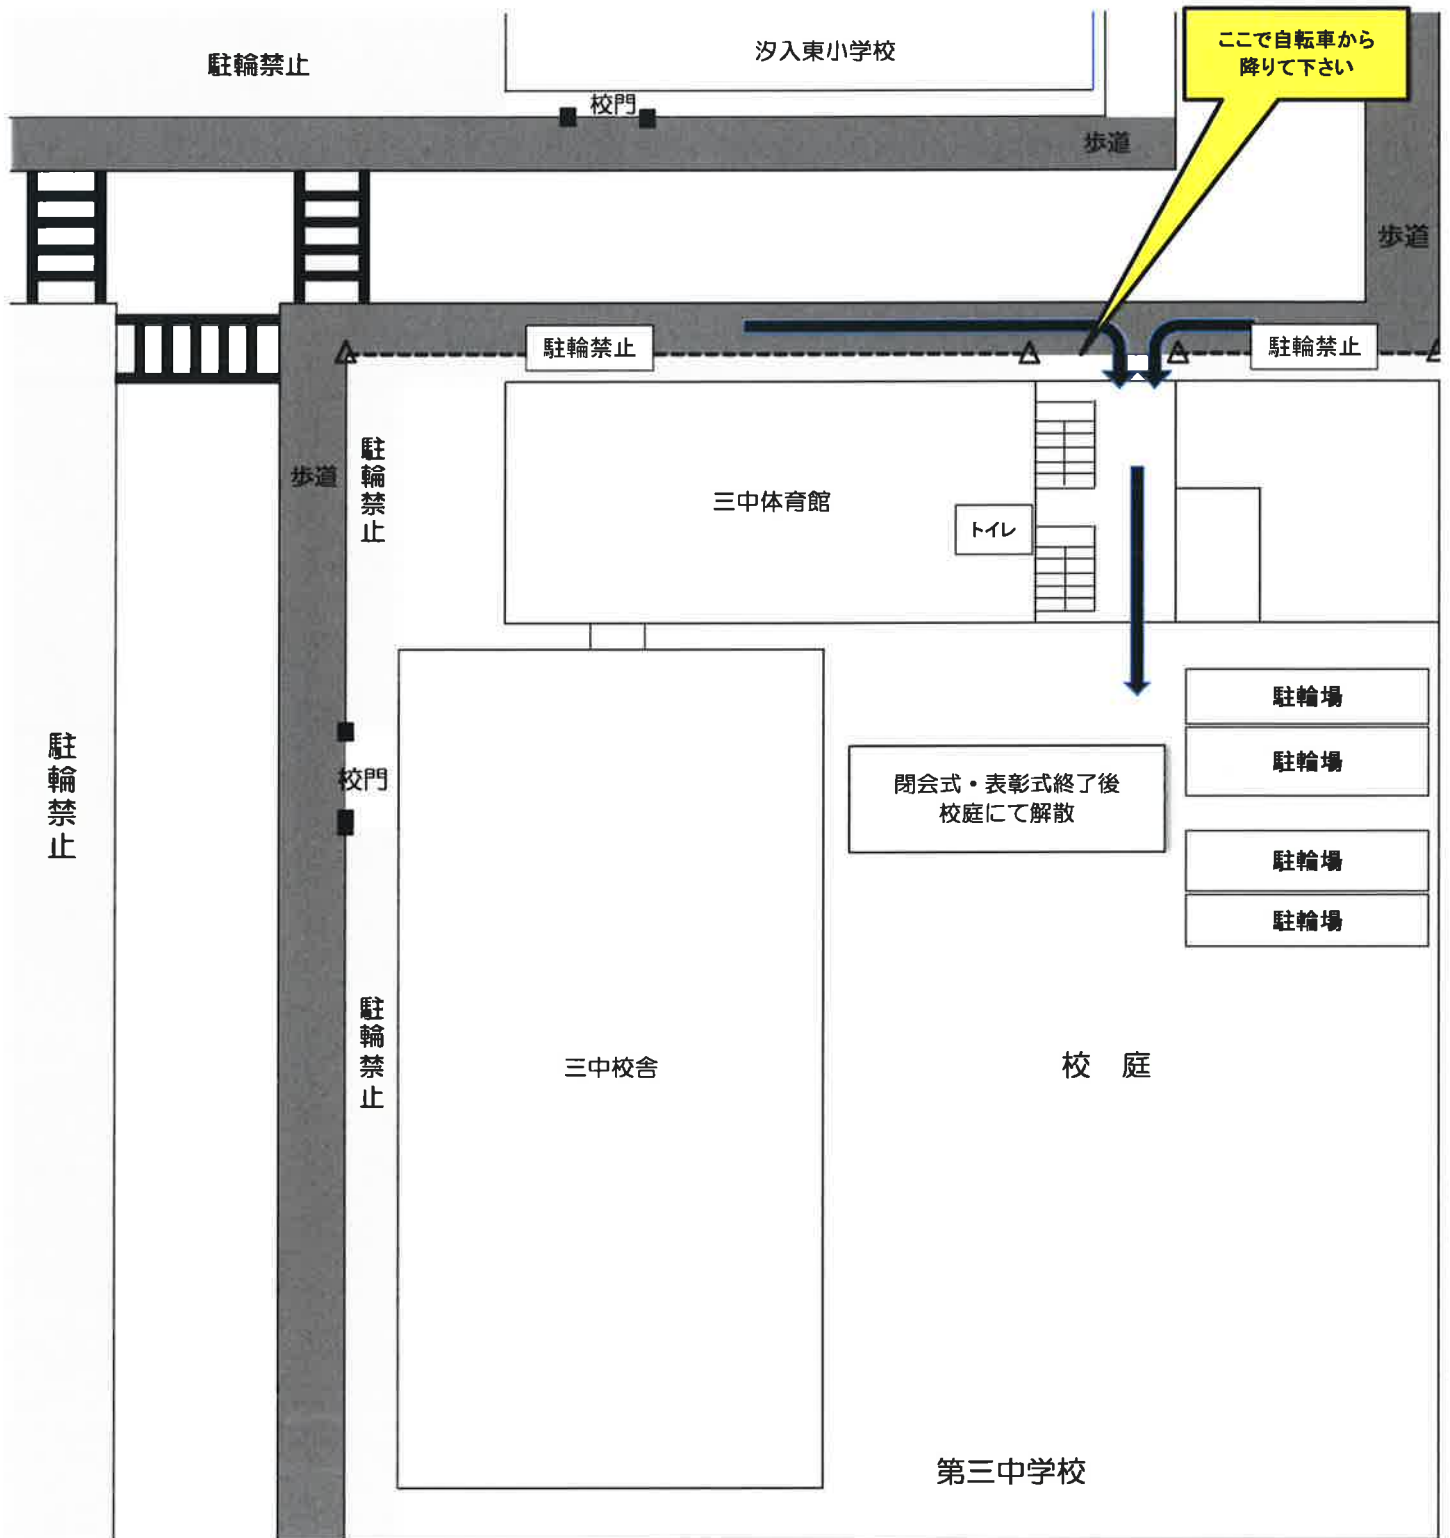 駐輪禁止
汐入東小学校
ここで自転車から
降りて下さい
校門
歩道
歩道
駐輪禁止
駐輪禁止
歩道
駐輪禁止
三中体育館
トイレ
駐輪場
駐輪場
駐輪禁止
校門
閉会式・表彰式終了後
校庭にて解散
駐輪場
駐輪場
駐輪禁止
三中校舎
校　庭
第三中学校